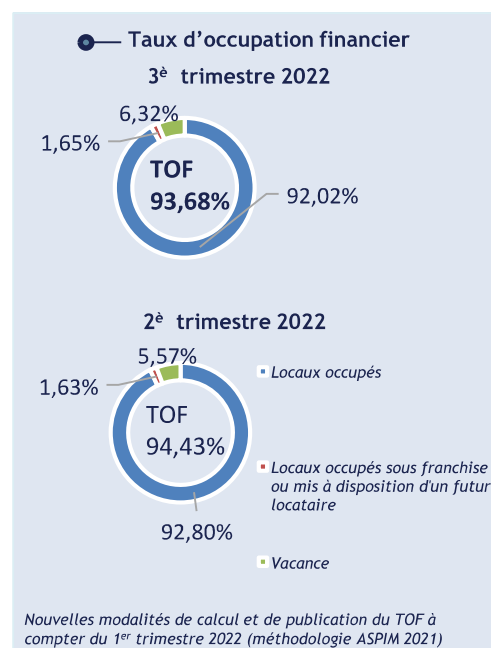 Taux d’occupation financier
3è trimestre 2022
6,32%
1,65%
TOF
93,68%
92,02%
2è trimestre 2022
5,57%
1,63%
TOF
94,43%
92,80%
Locaux occupés
Locaux occupés sous franchise
ou mis à disposition d'un futur
locataire
Vacance
Nouvelles modalités de calcul et de publication du TOF à
compter du 1er trimestre 2022 (méthodologie ASPIM 2021)